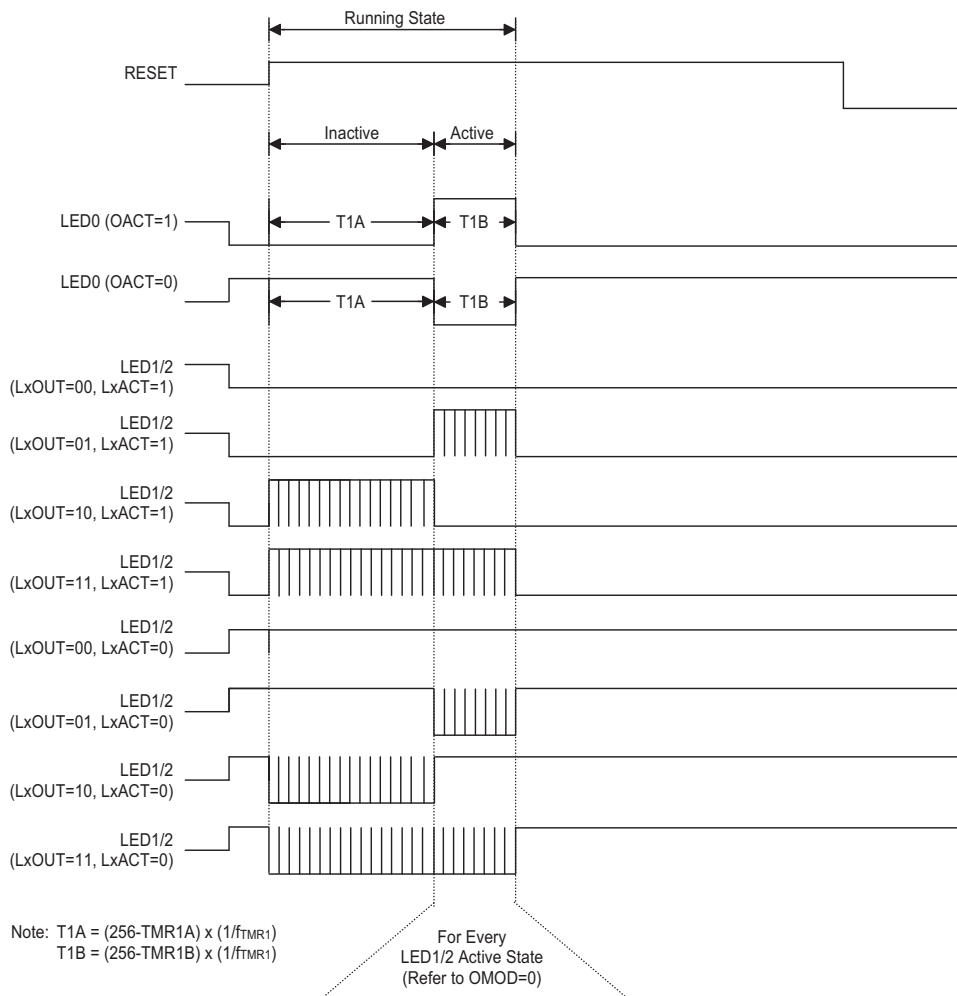 Running State
RESET
Inactive
Active
LED0 (OACT=1)
T1A
T1B
LED0 (OACT=0)
T1A
T1B
LED1/2
(LxOUT=00, LxACT=1)
LED1/2
(LxOUT=01, LxACT=1)
LED1/2
(LxOUT=10, LxACT=1)
LED1/2
(LxOUT=11, LxACT=1)
LED1/2
(LxOUT=00, LxACT=0)
LED1/2
(LxOUT=01, LxACT=0)
LED1/2
(LxOUT=10, LxACT=0)
LED1/2
(LxOUT=11, LxACT=0)
Note: T1A = (256-TMR1A) x (1/fTMR1)
T1B = (256-TMR1B) x (1/fTMR1)
For Every
LED1/2 Active State
(Refer to OMOD=0)